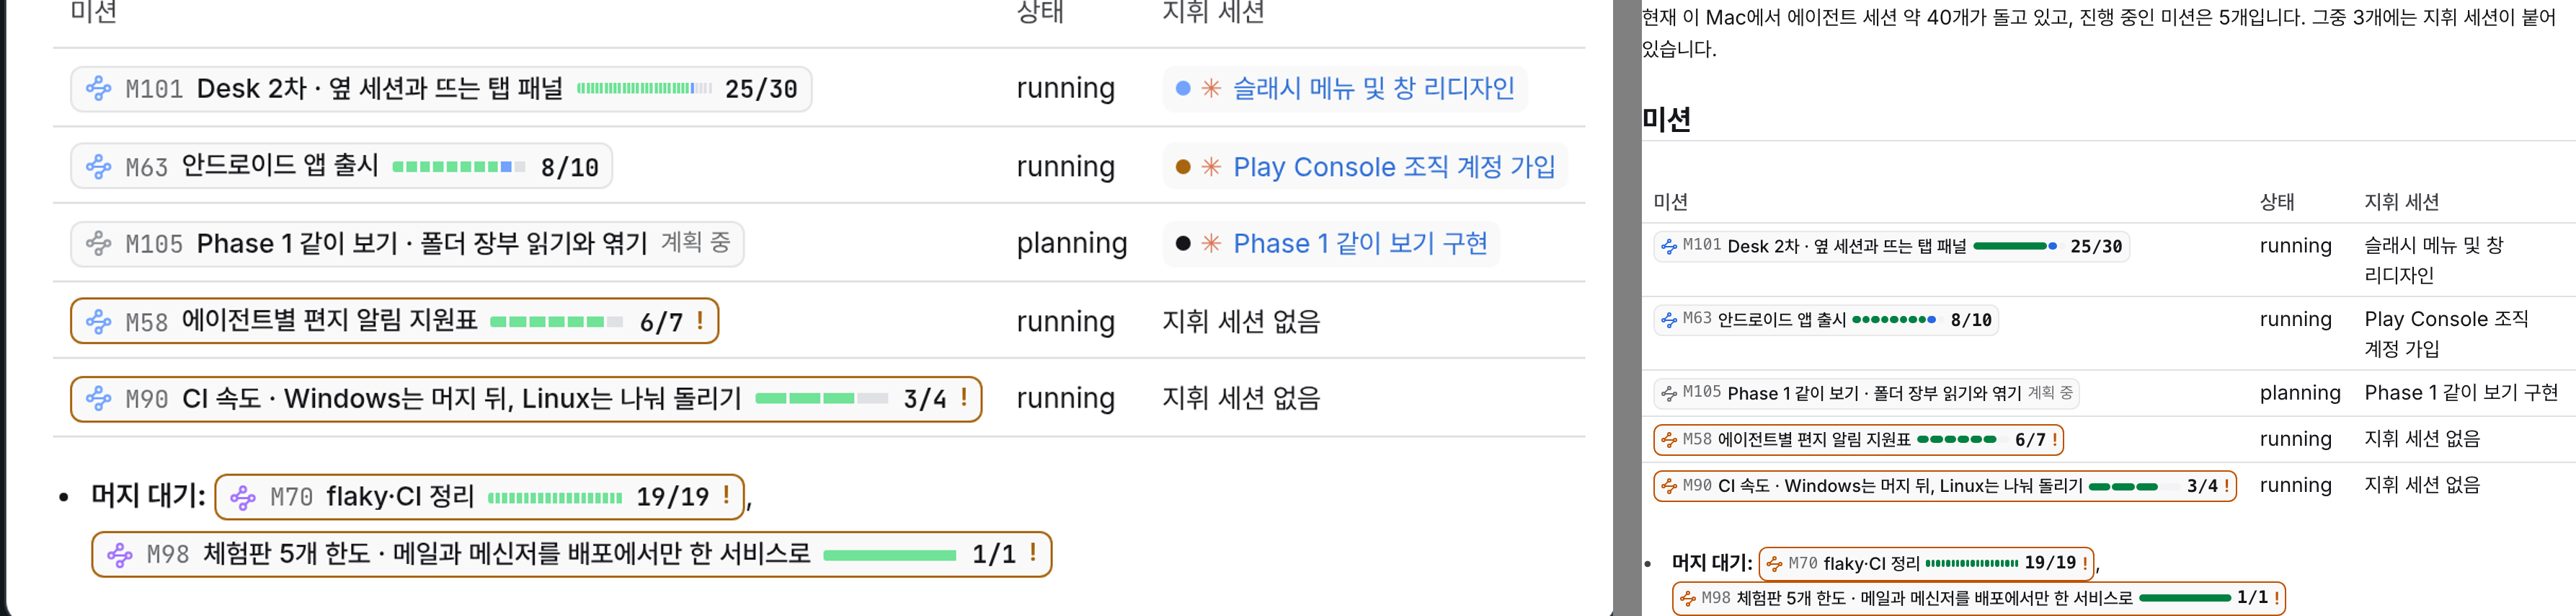 미션 상태 지휘 세션
M101 Desk 2차 · 옆 세션과 뜨는 탭 패널 25/30 running 슬래시 메뉴 및 창 리디자인
M63 안드로이드 앱 출시 8/10 running Play Console 조직 계정 가입
M105 Phase 1 같이 보기 · 폴더 장부 읽기와 엮기 계획 중 planning Phase 1 같이 보기 구현
M58 에이전트별 편지 알림 지원표 6/7 ! running 지휘 세션 없음
M90 CI 속도 · Windows는 머지 뒤, Linux는 나눠 돌리기 3/4 ! running 지휘 세션 없음
• 머지 대기: M70 flaky·CI 정리 19/19 !,
M98 체험판 5개 한도 · 메일과 메신저를 배포에서만 한 서비스로 1/1 !
현재 이 Mac에서 에이전트 세션 약 40개가 돌고 있고, 진행 중인 미션은 5개입니다. 그중 3개에는 지휘 세션이 붙어
있습니다.
미션
미션 상태 지휘 세션
M101 Desk 2차 · 옆 세션과 뜨는 탭 패널 25/30 running 슬래시 메뉴 및 창
리디자인
M63 안드로이드 앱 출시 8/10 running Play Console 조직
계정 가입
M105 Phase 1 같이 보기 · 폴더 장부 읽기와 엮기 계획 중 planning Phase 1 같이 보기 구현
M58 에이전트별 편지 알림 지원표 6/7 ! running 지휘 세션 없음
M90 CI 속도 · Windows는 머지 뒤, Linux는 나눠 돌리기 3/4 ! running 지휘 세션 없음
• 머지 대기: M70 flaky·CI 정리 19/19 !,
M98 체험판 5개 한도 · 메일과 메신저를 배포에서만 한 서비스로 1/1 !